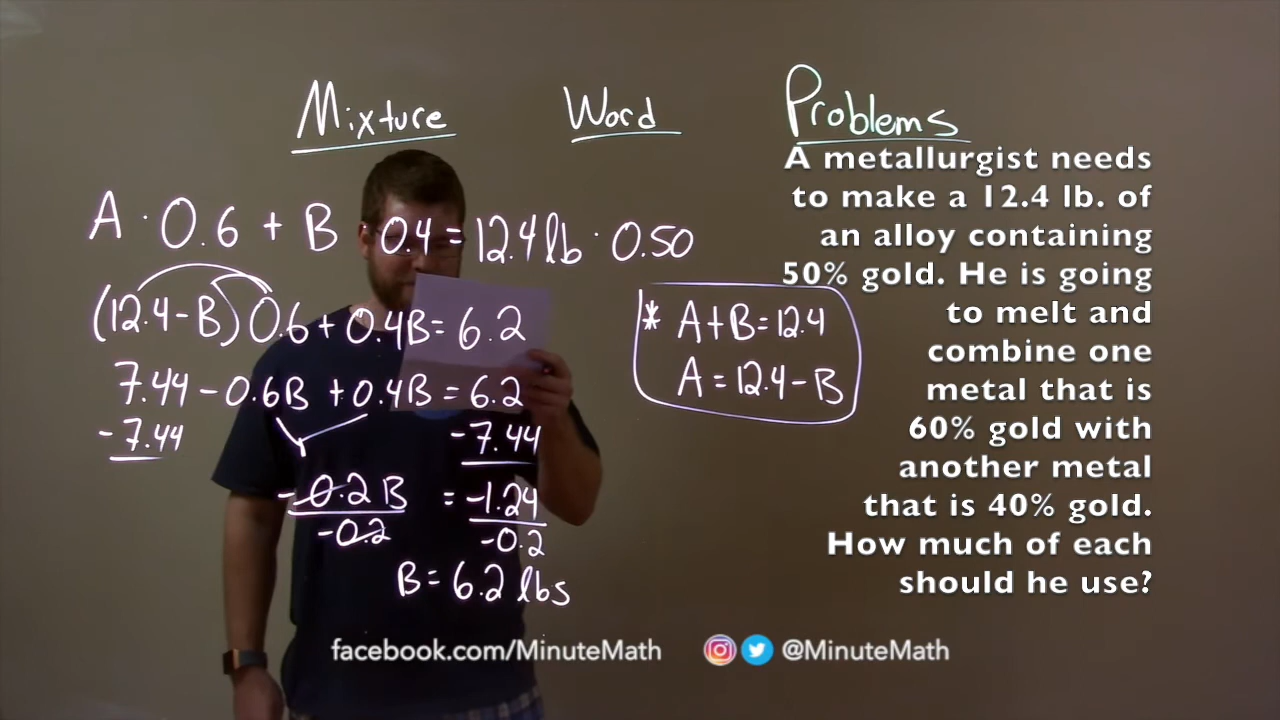 Mixture Word Problems
A · 0.6 + B · 0.4 = 12.4 lb · 0.50
(12.4 - B) 0.6 + 0.4B = 6.2
7.44 - 0.6B + 0.4B = 6.2
- 7.44 - 7.44
-0.2 B = -1.24
-0.2 -0.2
B = 6.2 lbs
* A + B = 12.4
A = 12.4 - B
A metallurgist needs
to make a 12.4 lb. of
an alloy containing
50% gold. He is going
to melt and
combine one
metal that is
60% gold with
another metal
that is 40% gold.
How much of each
should he use?
facebook.com/MinuteMath @MinuteMath